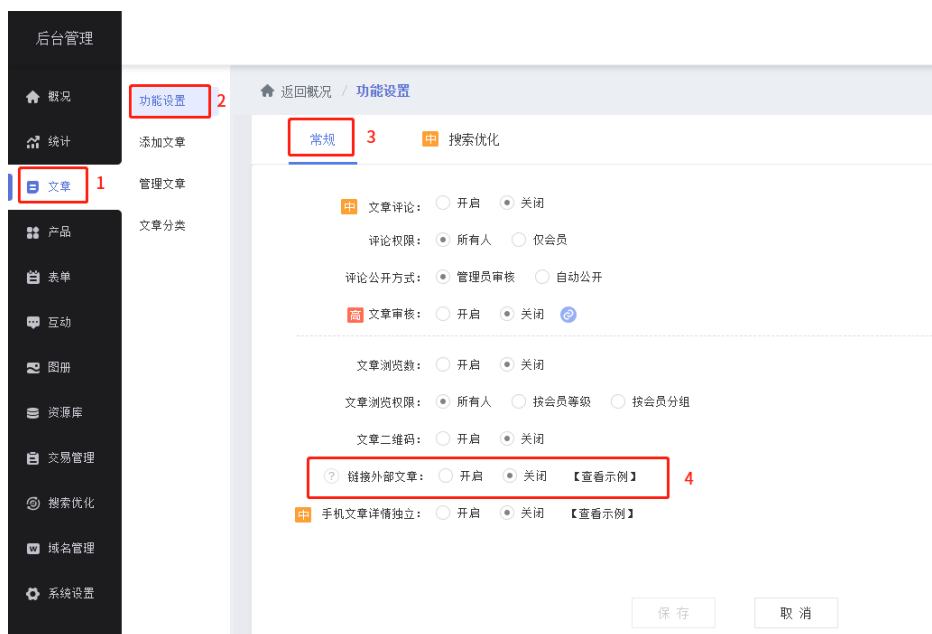 后台管理
概况
统计
文章 1
产品
表单
互动
图册
资源库
交易管理
搜索优化
域名管理
系统设置
功能设置 2
添加文章
管理文章
文章分类
返回概况 / 功能设置
常规 3 中 搜索优化
中 文章评论: 开启 关闭
评论权限: 所有人 仅会员
评论公开方式: 管理员审核 自动公开
高 文章审核: 开启 关闭
文章浏览数: 开启 关闭
文章浏览权限: 所有人 按会员等级 按会员分组
文章二维码: 开启 关闭
? 链接外部文章: 开启 关闭 【查看示例】 4
中 手机文章详情独立: 开启 关闭 【查看示例】
保存 取消